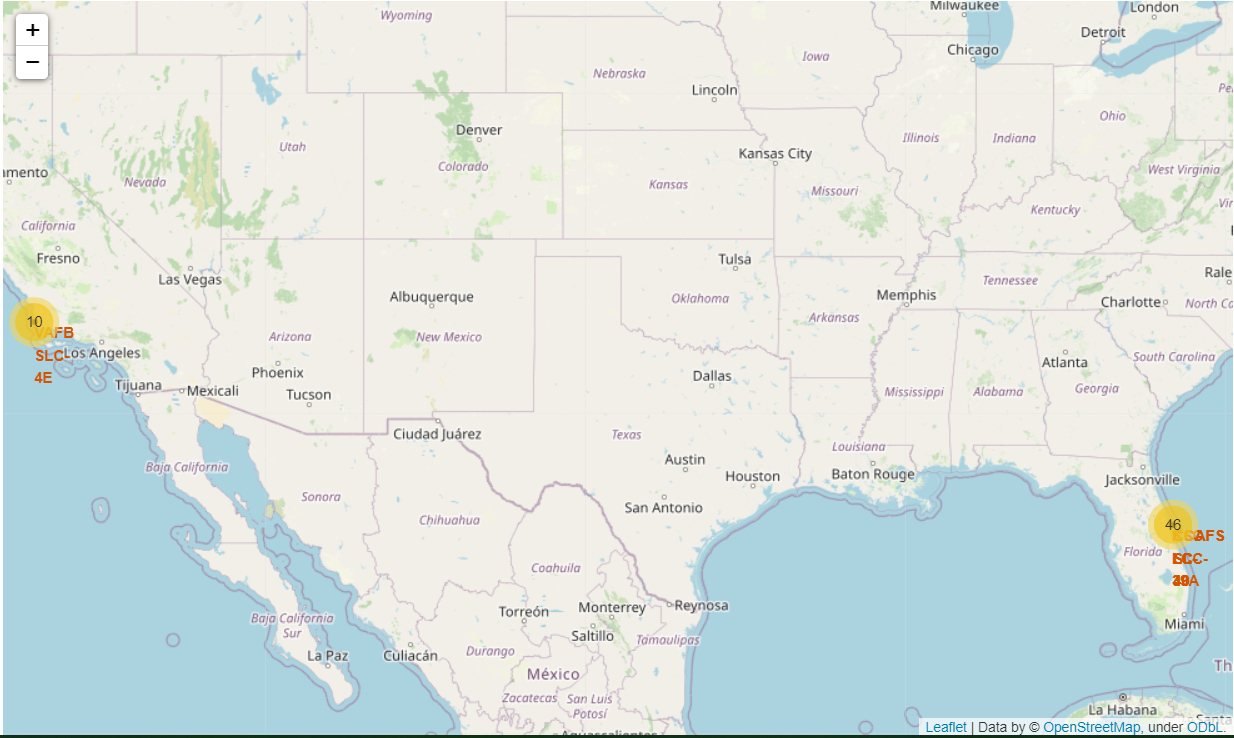 +
−
Wyoming
Milwaukee
London
Detroit
Chicago
Iowa
Nebraska
Lincoln
Denver
Utah
Colorado
Ohio
Illinois
Indiana
Kansas City
Kansas
Missouri
West Virginia
Nevada
California
Kentucky
Fresno
Las Vegas
Tulsa
Tennessee
Albuquerque
Oklahoma
Memphis
Charlotte
Arkansas
10
VAFB
SLC-
4E
Los Angeles
Arizona
New Mexico
Phoenix
Tucson
Dallas
Atlanta
South Carolina
Georgia
Tijuana
Mexicali
Mississippi
Alabama
Ciudad Juárez
Texas
Louisiana
Austin
Houston
Baton Rouge
Jacksonville
Baja California
Sonora
San Antonio
Chihuahua
46
Florida
Coahuila
Torreón
Monterrey
Reynosa
Saltillo
Tamaulipas
Miami
Baja California
Sur
La Paz
Culiacán
Durango
México
Zacatecas
San Luis
Potosí
La Habana
Leaflet | Data by © OpenStreetMap, under ODbL.